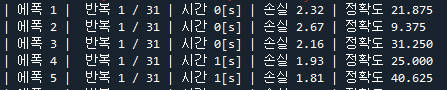 | 에폭 1 |  반복 1 / 31 | 시간 0[s] | 손실 2.32 | 정확도 21.875
| 에폭 2 |  반복 1 / 31 | 시간 0[s] | 손실 2.67 | 정확도 9.375
| 에폭 3 |  반복 1 / 31 | 시간 0[s] | 손실 2.16 | 정확도 31.250
| 에폭 4 |  반복 1 / 31 | 시간 1[s] | 손실 1.93 | 정확도 25.000
| 에폭 5 |  반복 1 / 31 | 시간 1[s] | 손실 1.81 | 정확도 40.625